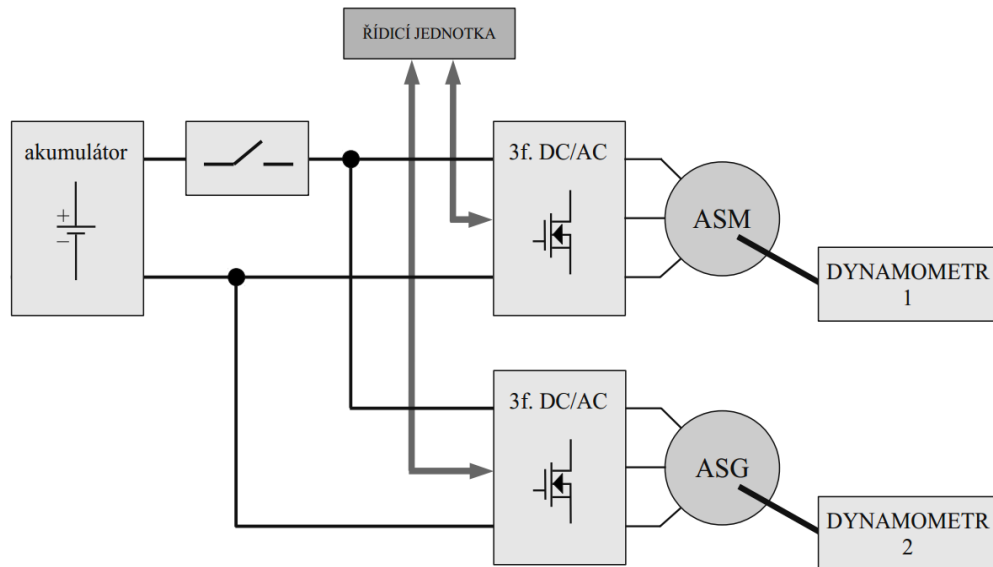 ŘÍDICÍ JEDNOTKA
akumulátor
+
−
3f. DC/AC
ASM
DYNAMOMETR
1
3f. DC/AC
ASG
DYNAMOMETR
2